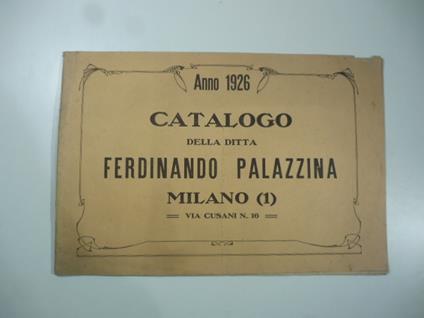 Anno 1926
CATALOGO
DELLA DITTA
FERDINANDO PALAZZINA
MILANO (1)
VIA CUSANI N. 10